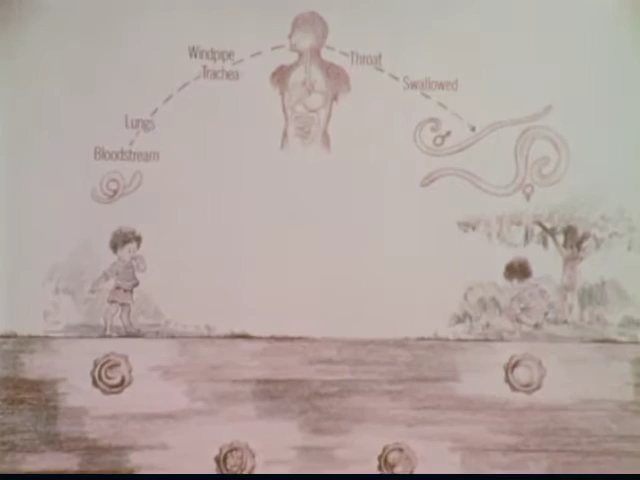 Windpipe
Trachea
Throat
Swallowed
Lungs
Bloodstream